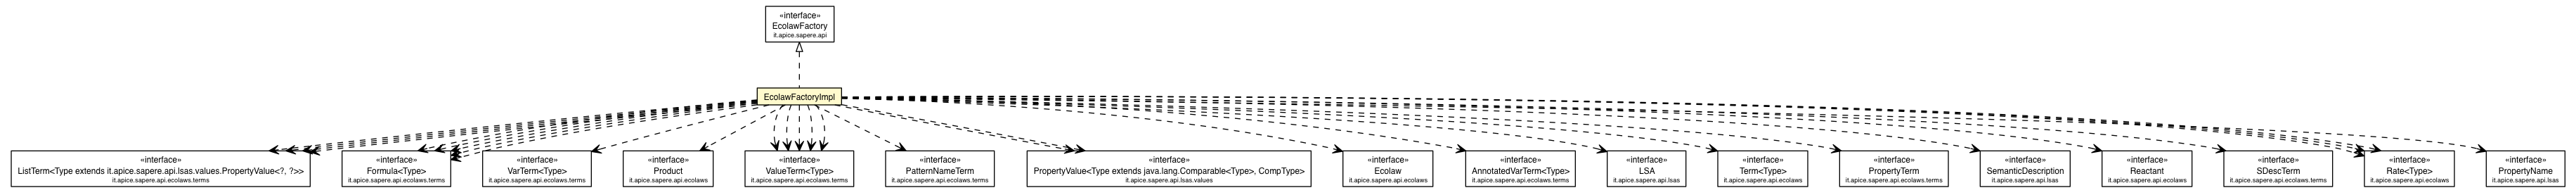 «interface»
EcolawFactory
it.apice.sapere.api
EcolawFactoryImpl
«interface»
ListTerm<Type extends it.apice.sapere.api.lsas.values.PropertyValue<?, ?>>
it.apice.sapere.api.ecolaws.terms
«interface»
Formula<Type>
it.apice.sapere.api.ecolaws.terms
«interface»
VarTerm<Type>
it.apice.sapere.api.ecolaws.terms
«interface»
Product
it.apice.sapere.api.ecolaws
«interface»
ValueTerm<Type>
it.apice.sapere.api.ecolaws.terms
«interface»
PatternNameTerm
it.apice.sapere.api.ecolaws.terms
«interface»
PropertyValue<Type extends java.lang.Comparable<Type>, CompType>
it.apice.sapere.api.lsas.values
«interface»
Ecolaw
it.apice.sapere.api.ecolaws
«interface»
AnnotatedVarTerm<Type>
it.apice.sapere.api.ecolaws.terms
«interface»
LSA
it.apice.sapere.api.lsas
«interface»
Term<Type>
it.apice.sapere.api.ecolaws
«interface»
PropertyTerm
it.apice.sapere.api.ecolaws.terms
«interface»
SemanticDescription
it.apice.sapere.api.lsas
«interface»
Reactant
it.apice.sapere.api.ecolaws
«interface»
SDescTerm
it.apice.sapere.api.ecolaws.terms
«interface»
Rate<Type>
it.apice.sapere.api.ecolaws
«interface»
PropertyName
it.apice.sapere.api.lsas